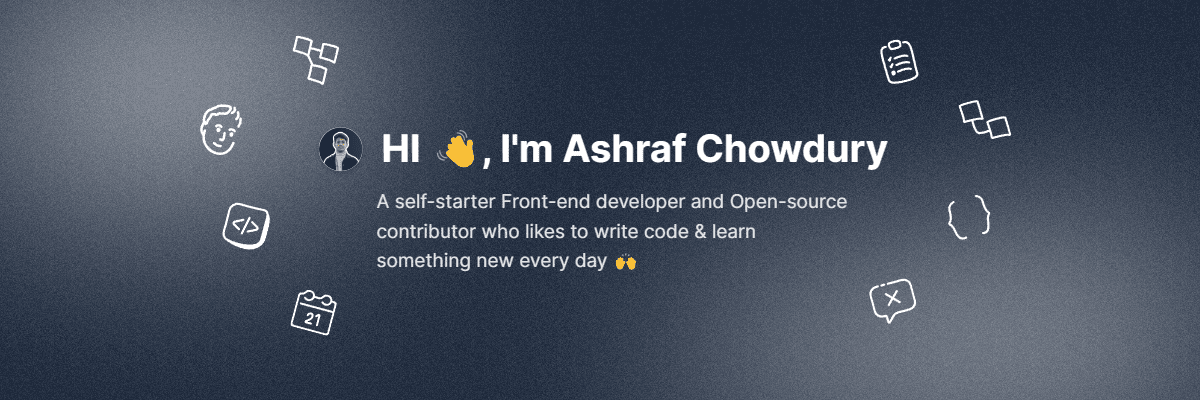 HI 👋, I'm Ashraf Chowdury
A self-starter Front-end developer and Open-source
contributor who likes to write code & learn
something new every day 🙌
</>
21
{ }